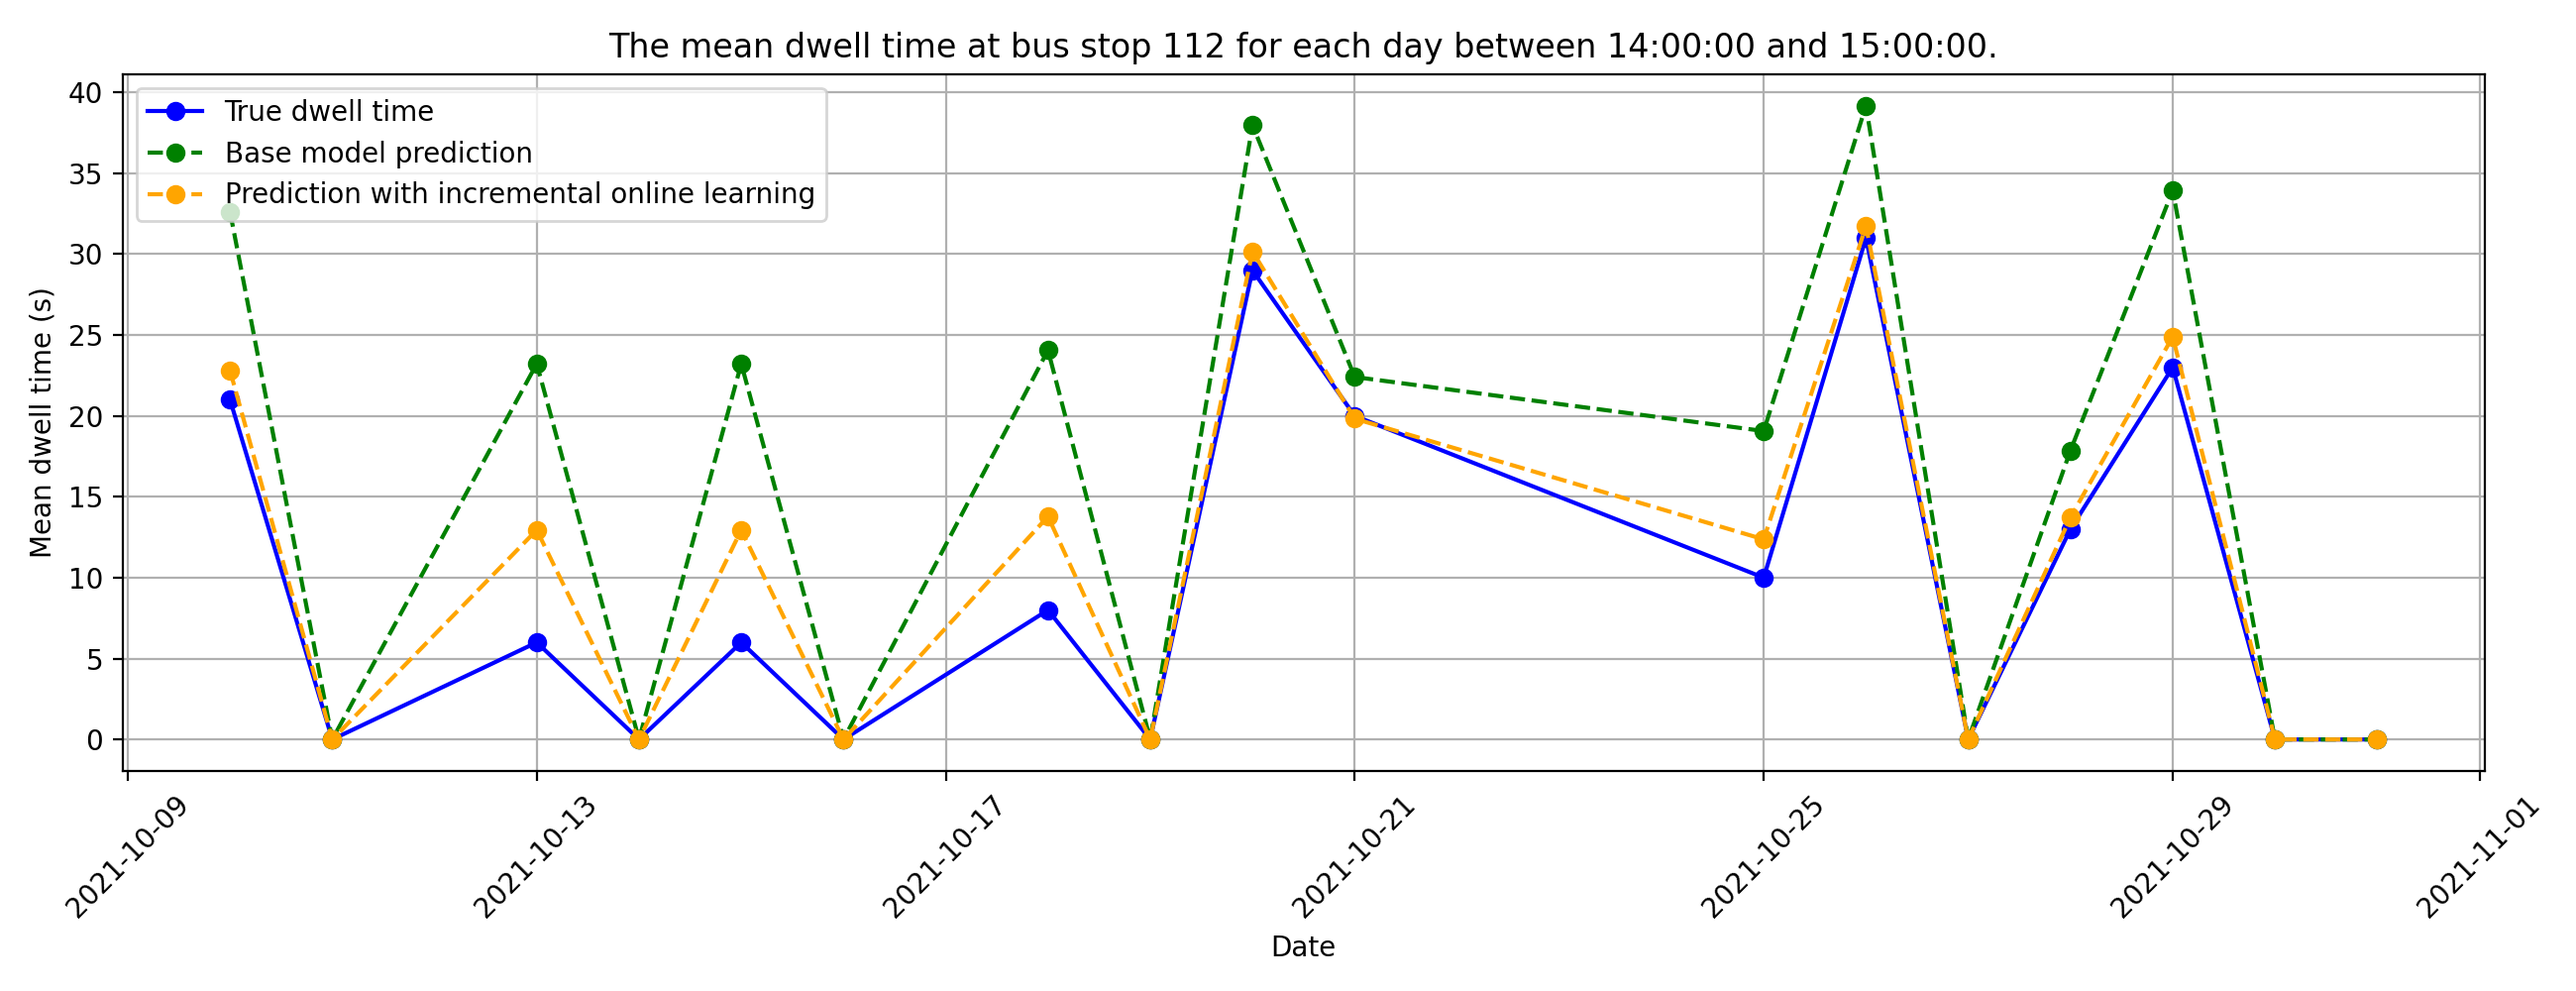 The mean dwell time at bus stop 112 for each day between 14:00:00 and 15:00:00.
True dwell time
Base model prediction
Prediction with incremental online learning
Mean dwell time (s)
40
35
30
25
20
15
10
5
0
2021-10-09
2021-10-13
2021-10-17
2021-10-21
2021-10-25
2021-10-29
2021-11-01
Date